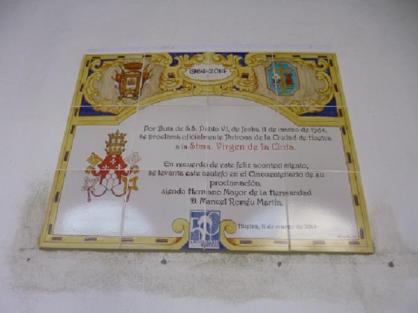 1964-2014
Por Bula de S.S. Pablo VI, de fecha 11 de marzo de 1964,
se proclama oficialmente Patrona de la Ciudad de Huelva
a la Stma. Virgen de la Cinta.
En recuerdo de este feliz acontecimiento,
se levanta este azulejo en el Cincuentenario de su
proclamación,
siendo Hermano Mayor de la Hermandad
D. Manuel Roméu Martín.
50
Huelva, 11 de marzo de 2014